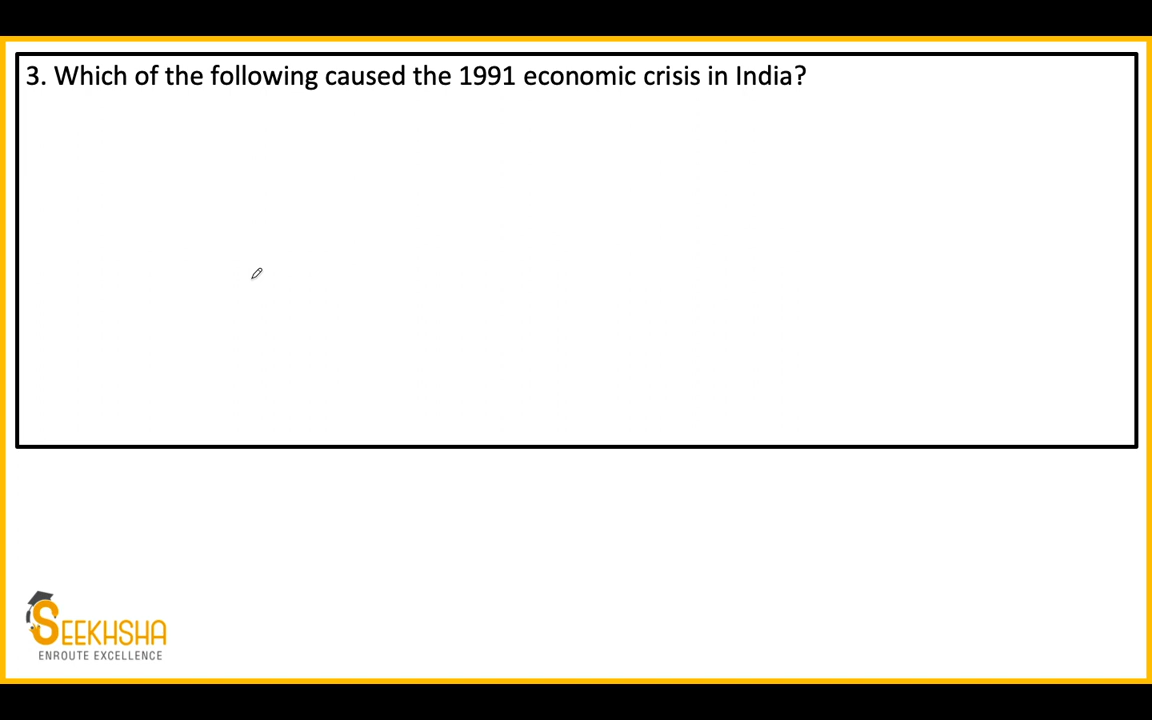 3. Which of the following caused the 1991 economic crisis in India?
SEEKHSHA
ENROUTE EXCELLENCE